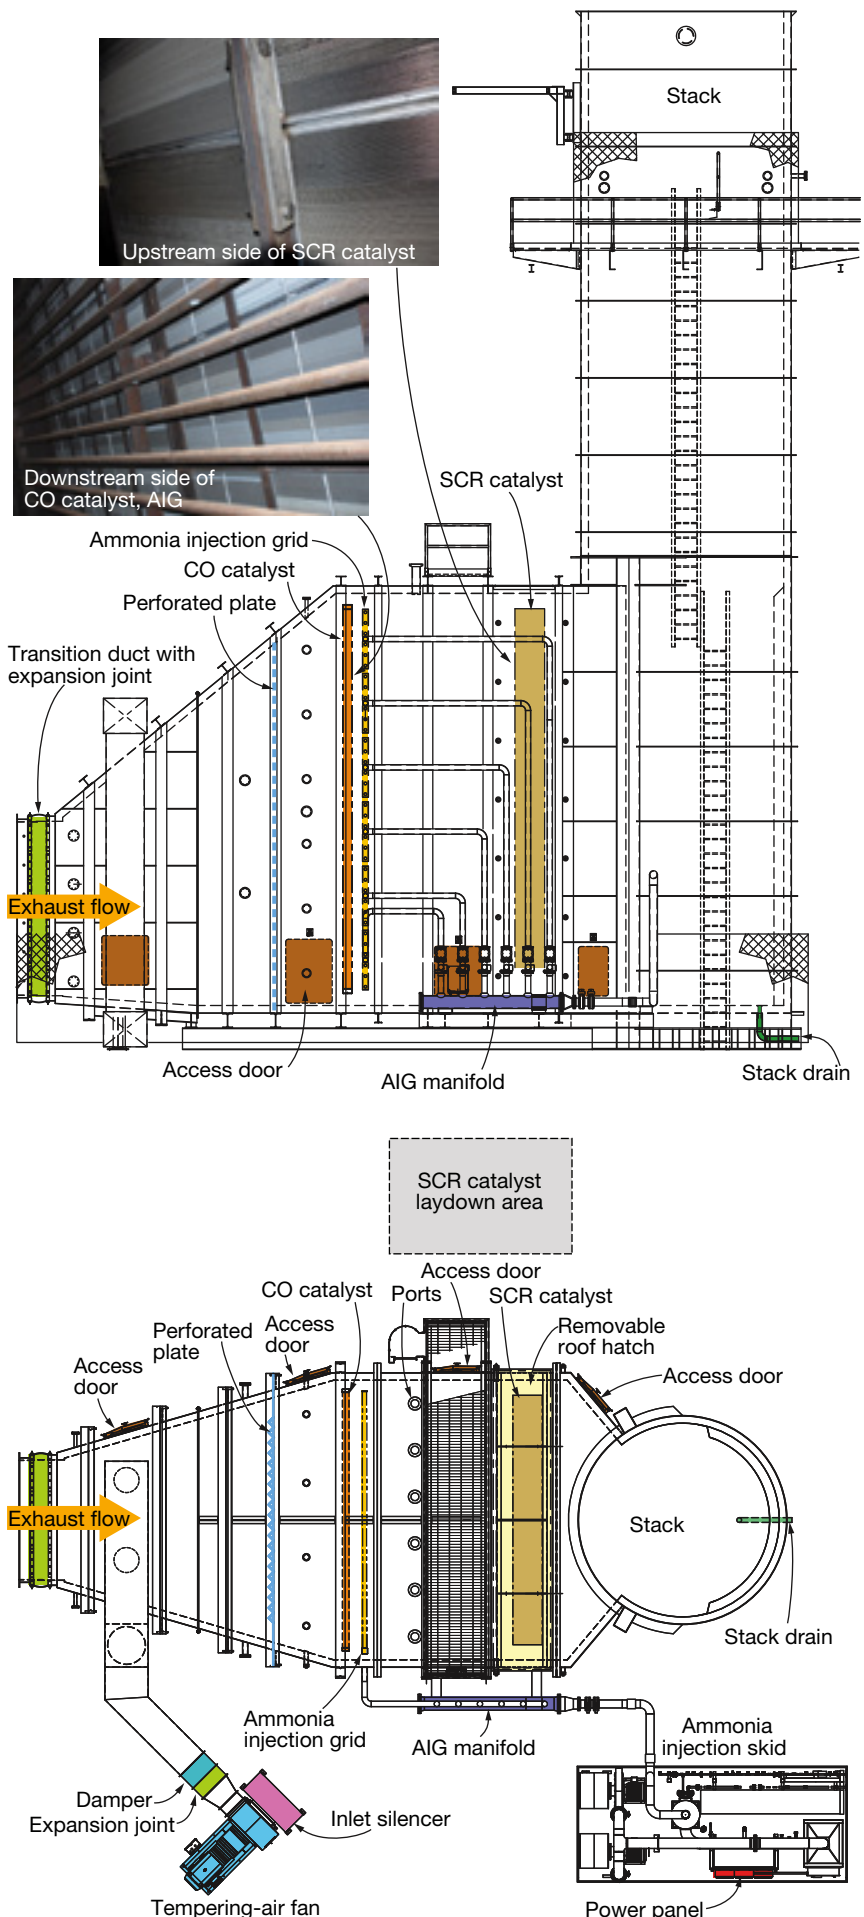 Stack
Upstream side of SCR catalyst
Downstream side of
CO catalyst, AIG
SCR catalyst
Ammonia injection grid
CO catalyst
Perforated plate
Transition duct with
expansion joint
Exhaust flow
Access door
AIG manifold
Stack drain
SCR catalyst
laydown area
Access door
CO catalyst
Ports
SCR catalyst
Removable
roof hatch
Access
door
Perforated
plate
Access
door
Access door
Exhaust flow
Stack
Stack drain
Ammonia
injection grid
AIG manifold
Ammonia
injection skid
Damper
Expansion joint
Inlet silencer
Tempering-air fan
Power panel